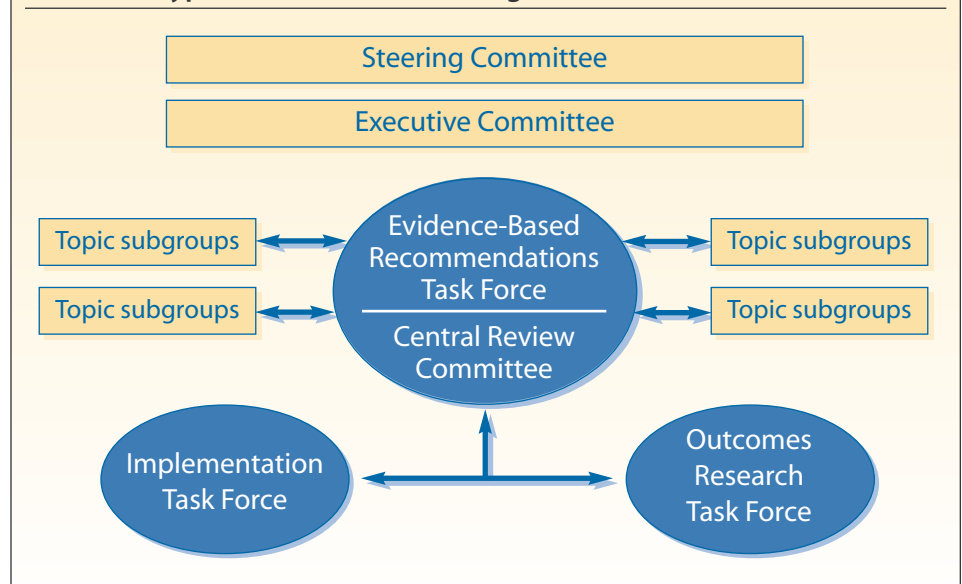 Steering Committee
Executive Committee
Evidence-Based
Recommendations
Task Force
Central Review
Committee
Topic subgroups
Topic subgroups
Topic subgroups
Topic subgroups
Implementation
Task Force
Outcomes
Research
Task Force